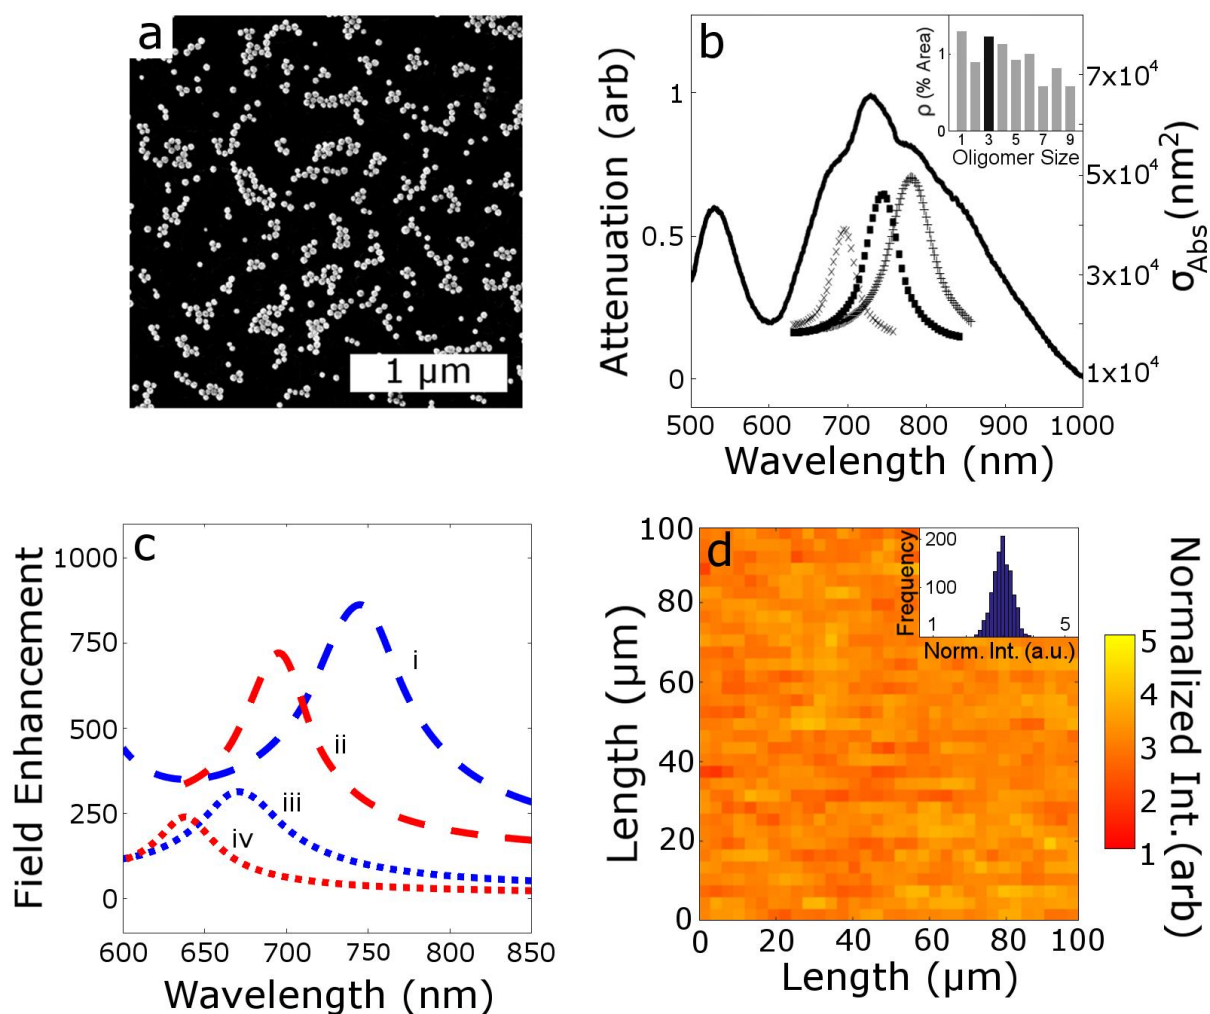 a
1 µm
b
Attenuation (arb)
1
0.5
0
500 600 700 800 900 1000
Wavelength (nm)
7x10⁴
5x10⁴
3x10⁴
1x10⁴
σAbs(nm²)
ρ (% Area)
1
0
1 3 5 7 9
Oligomer Size
c
Field Enhancement
1000
750
500
250
0
i
ii
iii
iv
600 650 700 750 800 850
Wavelength (nm)
d
Length (µm)
100
80
60
40
20
0
0 20 40 60 80 100
Length (µm)
Frequency
200
100
1 5
Norm. Int. (a.u.)
5
4
3
2
1
Normalized Int.(arb)